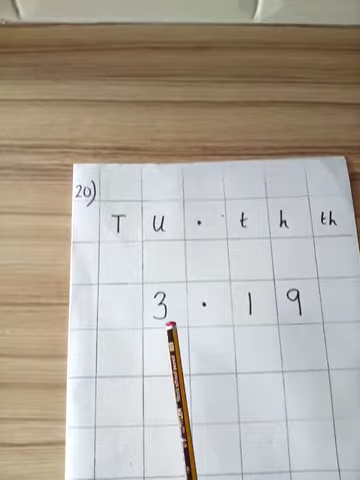 20)
T U . t h th
3 . 1 9